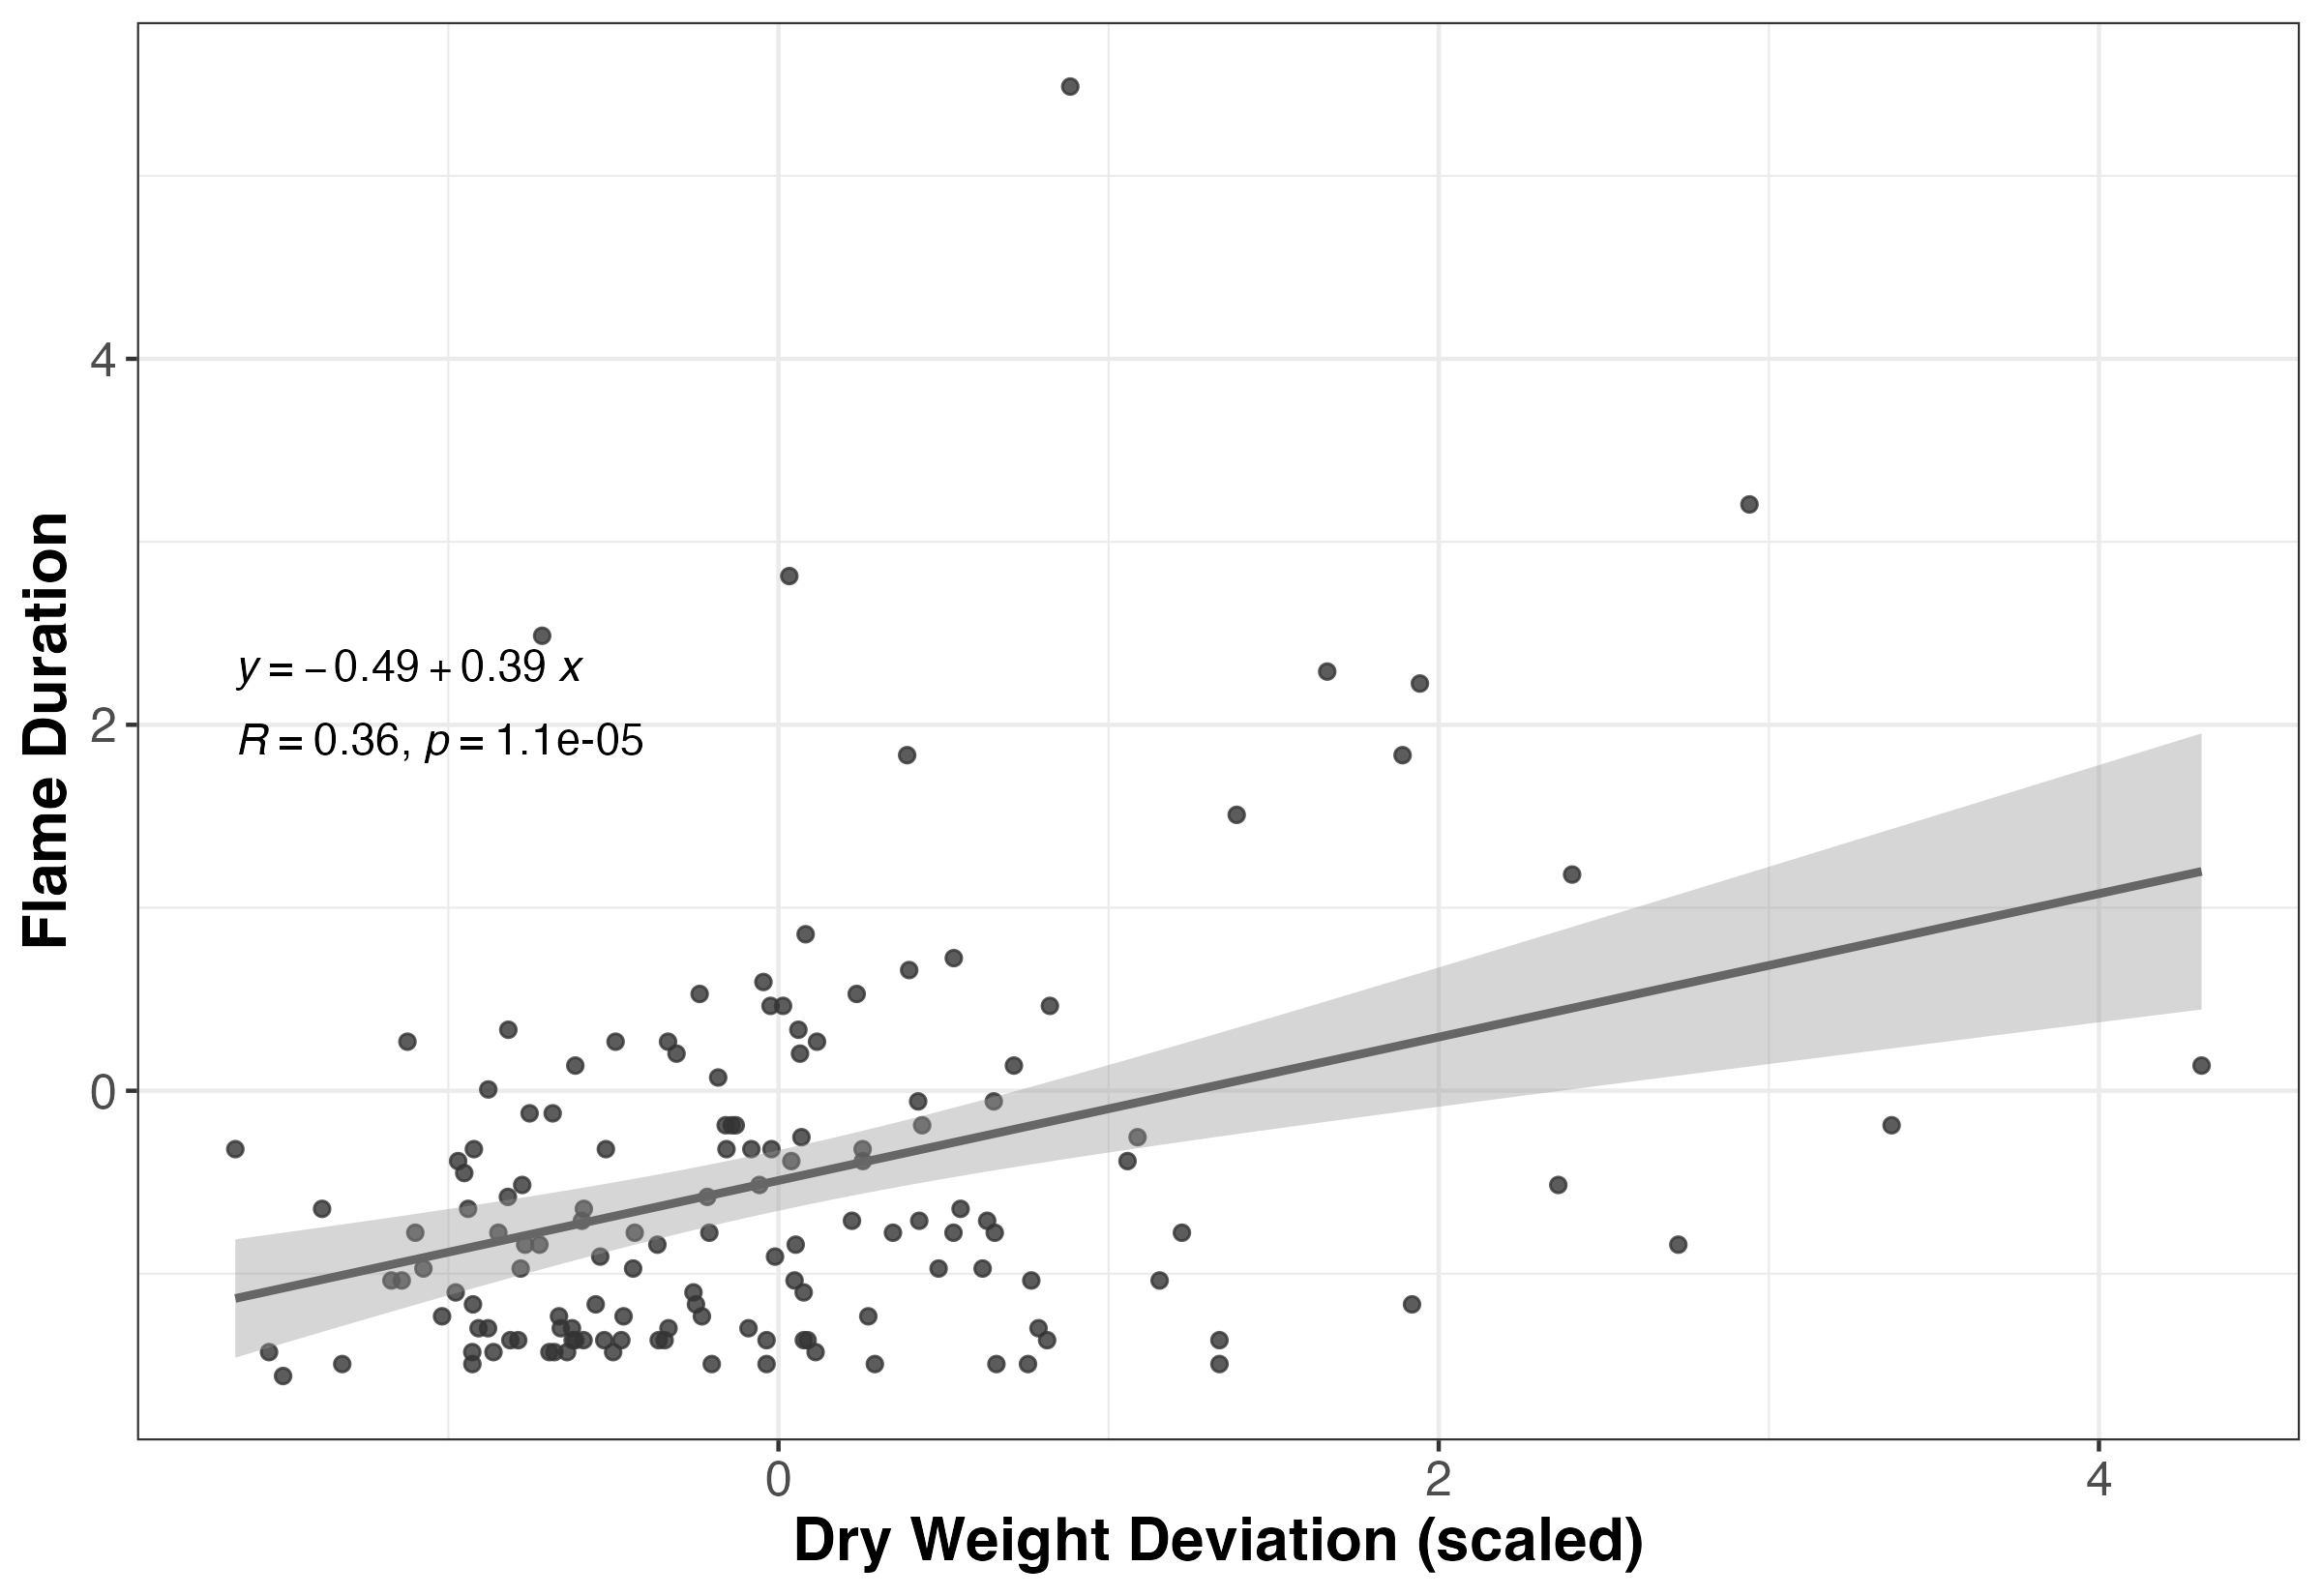 4
2
0
Flame Duration
y = − 0.49 + 0.39 x
R = 0.36, p = 1.1e-05
0 2 4
Dry Weight Deviation (scaled)